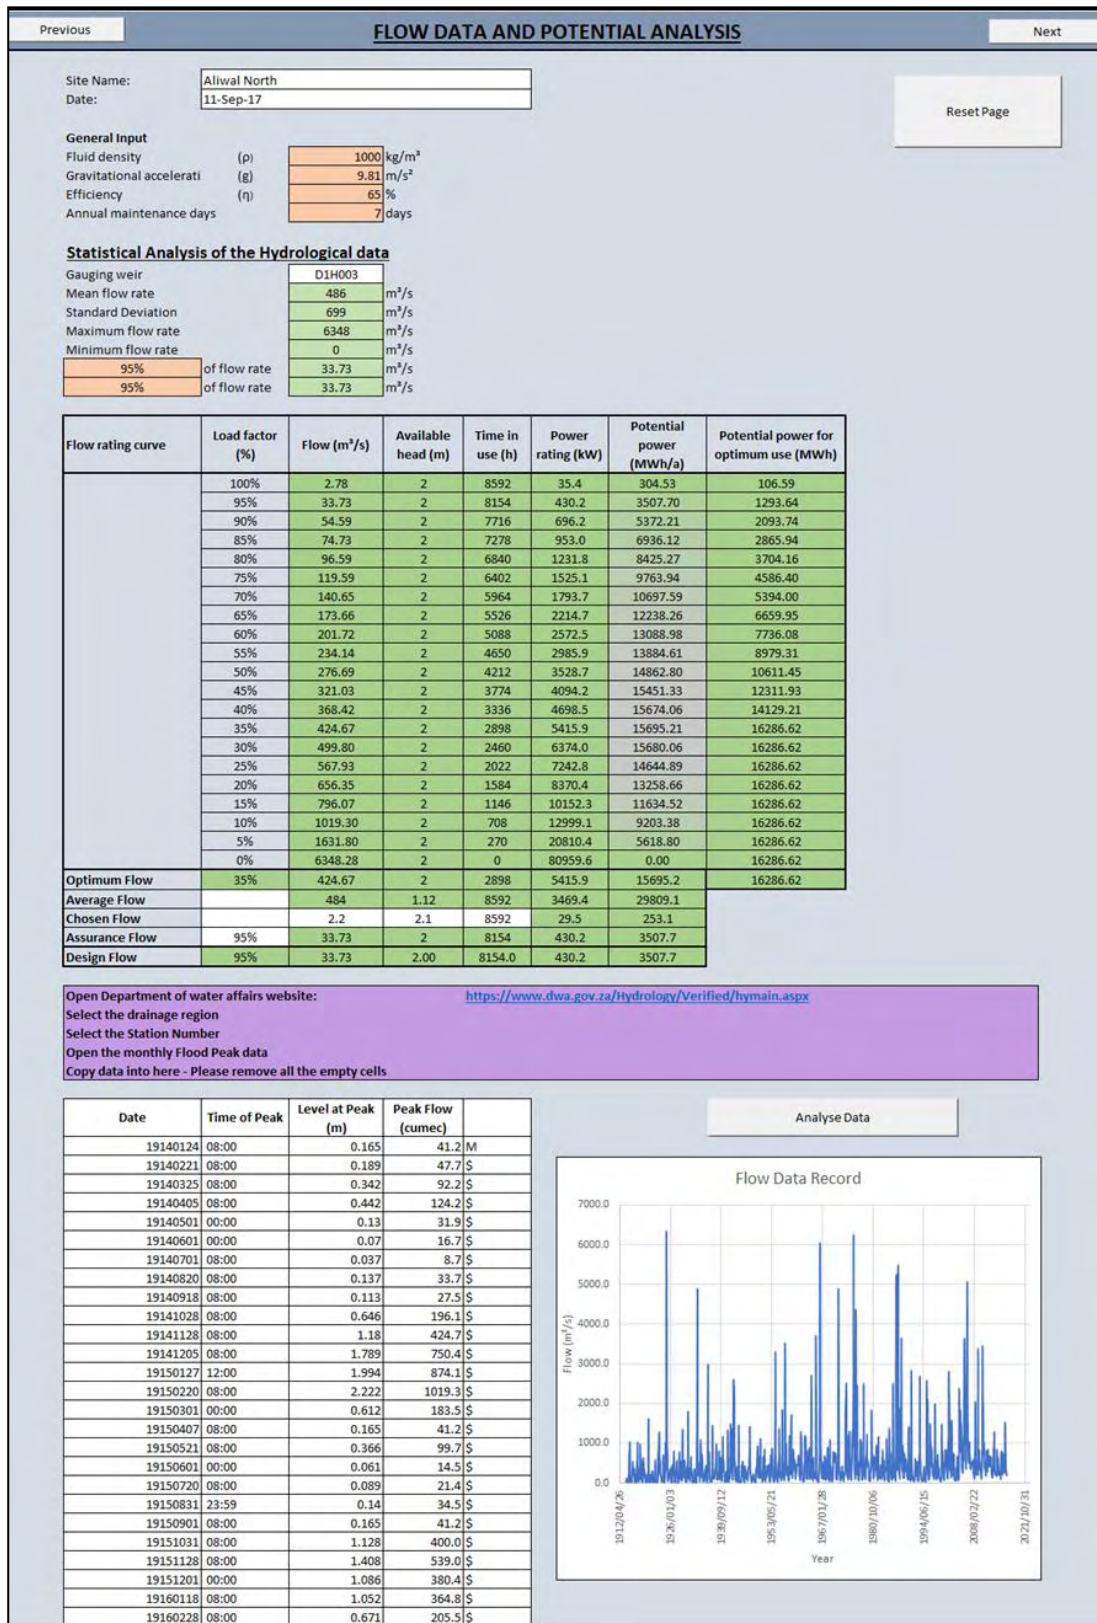 Previous
FLOW DATA AND POTENTIAL ANALYSIS
Next
Site Name: Aliwal North
Date: 11-Sep-17
Reset Page
General Input
Fluid density (ρ) 1000 kg/m³
Gravitational accelerati (g) 9.81 m/s²
Efficiency (η) 65 %
Annual maintenance days 7 days
Statistical Analysis of the Hydrological data
Gauging weir D1H003
Mean flow rate 486 m³/s
Standard Deviation 699 m³/s
Maximum flow rate 6348 m³/s
Minimum flow rate 0 m³/s
95% of flow rate 33.73 m³/s
95% of flow rate 33.73 m³/s
Flow rating curve Load factor (%) Flow (m³/s) Available head (m) Time in use (h) Power rating (kW) Potential power (MWh/a) Potential power for optimum use (MWh)
100% 2.78 2 8592 35.4 304.53 106.59
95% 33.73 2 8154 430.2 3507.70 1293.64
90% 54.59 2 7716 696.2 5372.21 2093.74
85% 74.73 2 7278 953.0 6936.12 2865.94
80% 96.59 2 6840 1231.8 8425.27 3704.16
75% 119.59 2 6402 1525.1 9763.94 4586.40
70% 140.65 2 5964 1793.7 10697.59 5394.00
65% 173.66 2 5526 2214.7 12238.26 6659.95
60% 201.72 2 5088 2572.5 13088.98 7736.08
55% 234.14 2 4650 2985.9 13884.61 8979.31
50% 276.69 2 4212 3528.7 14862.80 10611.45
45% 321.03 2 3774 4094.2 15451.33 12311.93
40% 368.42 2 3336 4698.5 15674.06 14129.21
35% 424.67 2 2898 5415.9 15695.21 16286.62
30% 499.80 2 2460 6374.0 15680.06 16286.62
25% 567.93 2 2022 7242.8 14644.89 16286.62
20% 656.35 2 1584 8370.4 13258.66 16286.62
15% 796.07 2 1146 10152.3 11634.52 16286.62
10% 1019.30 2 708 12999.1 9203.38 16286.62
5% 1631.80 2 270 20810.4 5618.80 16286.62
0% 6348.28 2 0 80959.6 0.00 16286.62
Optimum Flow 35% 424.67 2 2898 5415.9 15695.2 16286.62
Average Flow 484 1.12 8592 3469.4 29809.1
Chosen Flow 2.2 2.1 8592 29.5 253.1
Assurance Flow 95% 33.73 2 8154 430.2 3507.7
Design Flow 95% 33.73 2.00 8154.0 430.2 3507.7
Open Department of water affairs website: https://www.dwa.gov.za/Hydrology/Verified/hymain.aspx
Select the drainage region
Select the Station Number
Open the monthly Flood Peak data
Copy data into here - Please remove all the empty cells
Date Time of Peak Level at Peak (m) Peak Flow (cumec)
19140124 08:00 0.165 41.2 M
19140221 08:00 0.189 47.7 $
19140325 08:00 0.342 92.2 $
19140405 08:00 0.442 124.2 $
19140501 00:00 0.13 31.9 $
19140601 00:00 0.07 16.7 $
19140701 08:00 0.037 8.7 $
19140820 08:00 0.137 33.7 $
19140918 08:00 0.113 27.5 $
19141028 08:00 0.646 196.1 $
19141128 08:00 1.18 424.7 $
19141205 08:00 1.789 750.4 $
19150127 12:00 1.994 874.1 $
19150220 08:00 2.222 1019.3 $
19150301 00:00 0.612 183.5 $
19150407 08:00 0.165 41.2 $
19150521 08:00 0.366 99.7 $
19150601 00:00 0.061 14.5 $
19150720 08:00 0.089 21.4 $
19150831 23:59 0.14 34.5 $
19150901 08:00 0.165 41.2 $
19151031 08:00 1.128 400.0 $
19151128 08:00 1.408 539.0 $
19151201 00:00 1.086 380.4 $
19160118 08:00 1.052 364.8 $
19160228 08:00 0.671 205.5 $
Analyse Data
Flow Data Record
7000.0
6000.0
5000.0
4000.0
3000.0
2000.0
1000.0
0.0
Flow (m³/s)
1912/04/26
1926/01/03
1939/09/12
1953/05/21
1967/01/28
1980/10/06
1994/06/15
2008/02/22
2021/10/31
Year